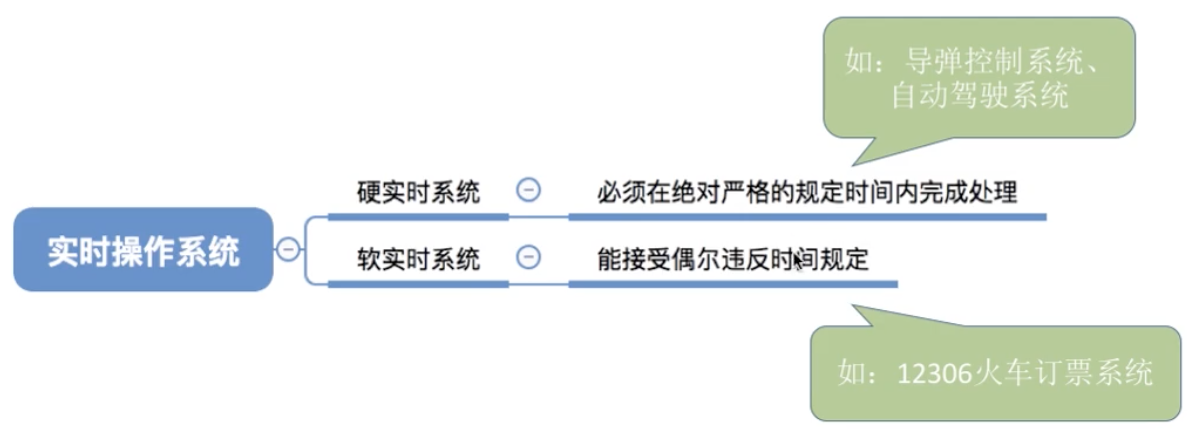 如：导弹控制系统、
自动驾驶系统
硬实时系统
必须在绝对严格的规定时间内完成处理
实时操作系统
软实时系统
能接受偶尔违反时间规定
如：12306火车订票系统